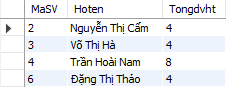 MaSV Hoten Tongdvht
2 Nguyễn Thị Cẩm 4
3 Võ Thị Hà 4
4 Trần Hoài Nam 8
6 Đặng Thị Thảo 4